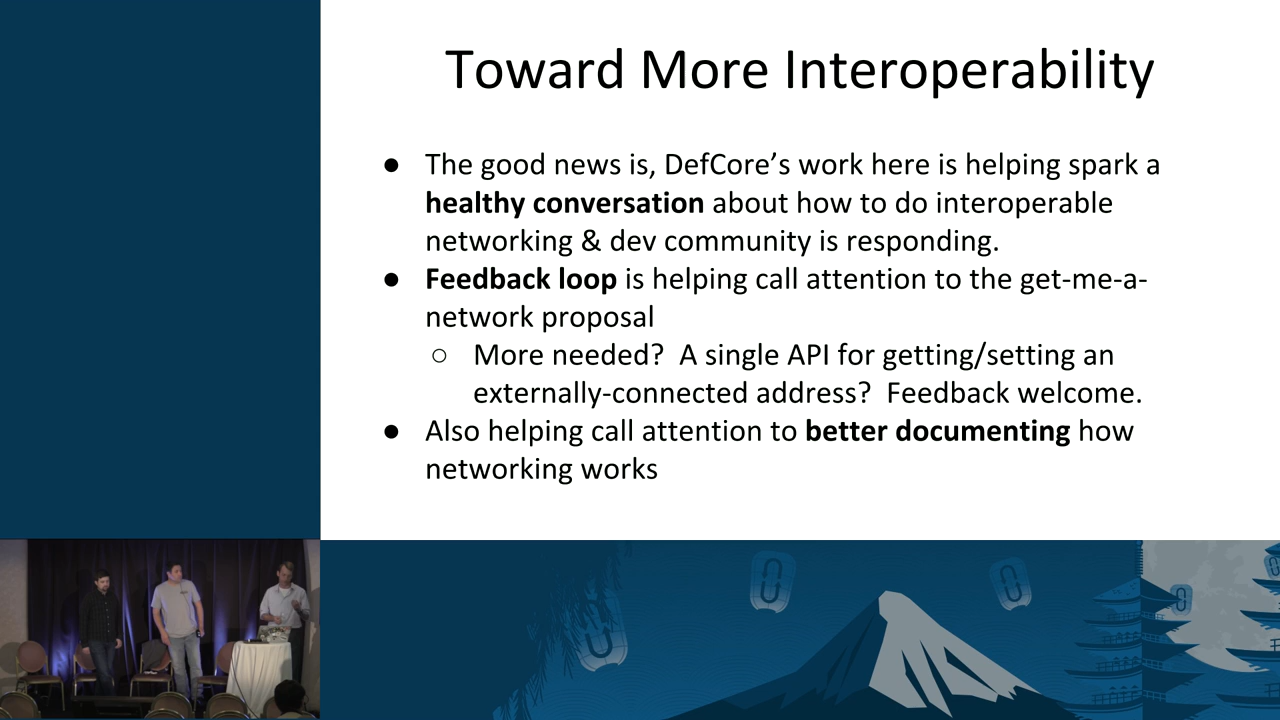 Toward More Interoperability
● The good news is, DefCore’s work here is helping spark a
healthy conversation about how to do interoperable
networking & dev community is responding.
● Feedback loop is helping call attention to the get-me-a-
network proposal
○ More needed?  A single API for getting/setting an
externally-connected address?  Feedback welcome.
● Also helping call attention to better documenting how
networking works